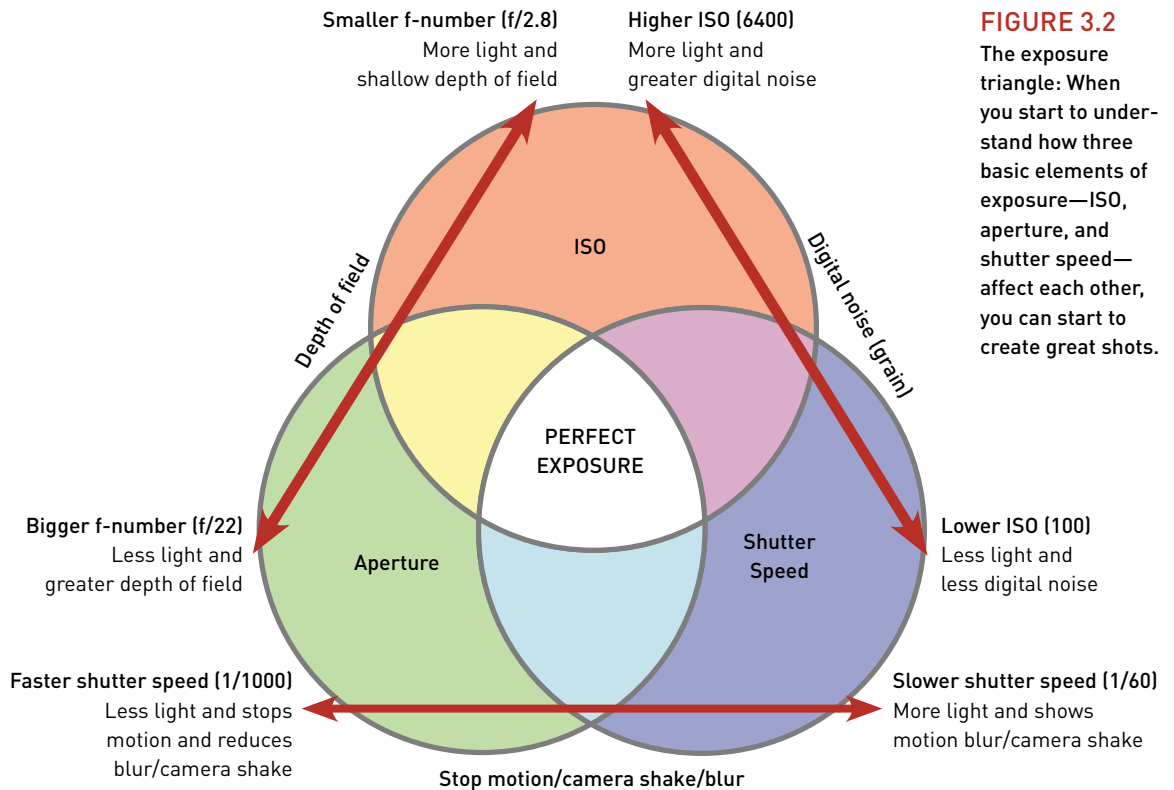 Smaller f-number (f/2.8)
More light and
shallow depth of field
Higher ISO (6400)
More light and
greater digital noise
FIGURE 3.2
The exposure
triangle: When
you start to under-
stand how three
basic elements of
exposure—ISO,
aperture, and
shutter speed—
affect each other,
you can start to
create great shots.
ISO
Depth of field
Digital noise (grain)
PERFECT
EXPOSURE
Bigger f-number (f/22)
Less light and
greater depth of field
Aperture
Shutter
Speed
Lower ISO (100)
Less light and
less digital noise
Faster shutter speed (1/1000)
Less light and stops
motion and reduces
blur/camera shake
Slower shutter speed (1/60)
More light and shows
motion blur/camera shake
Stop motion/camera shake/blur